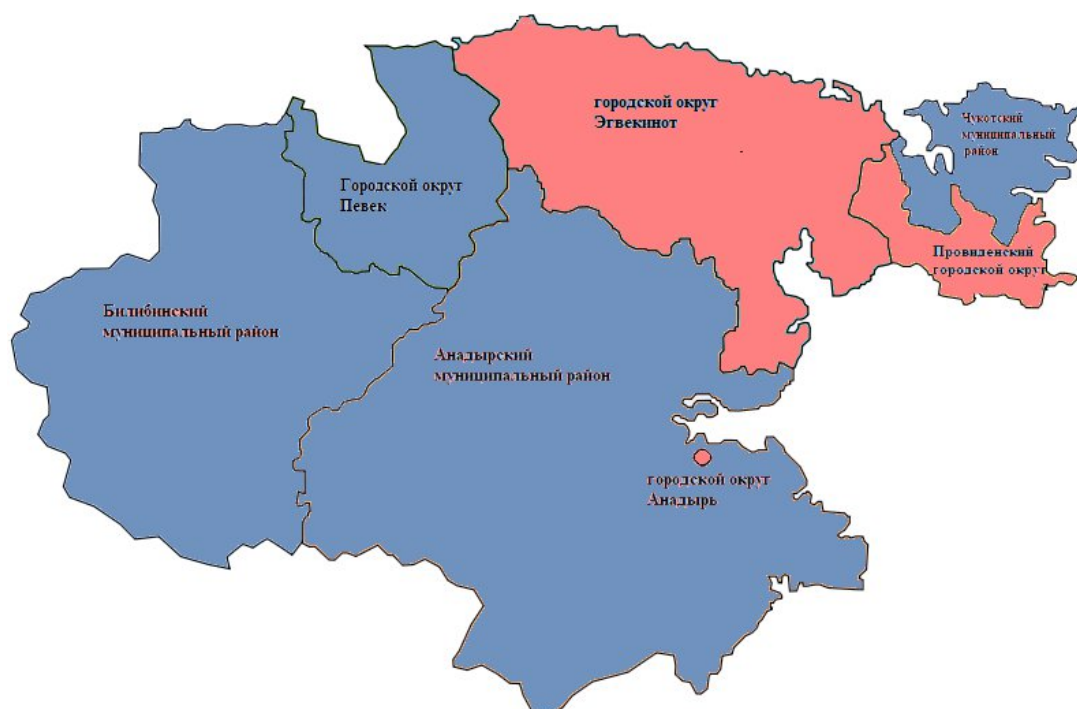 городской округ
Эгвекинот
Чукотский
муниципальный
район
Городской округ
Певек
Провиденский
городской округ
Билибинский
муниципальный район
Анадырский
муниципальный район
городской округ
Анадырь